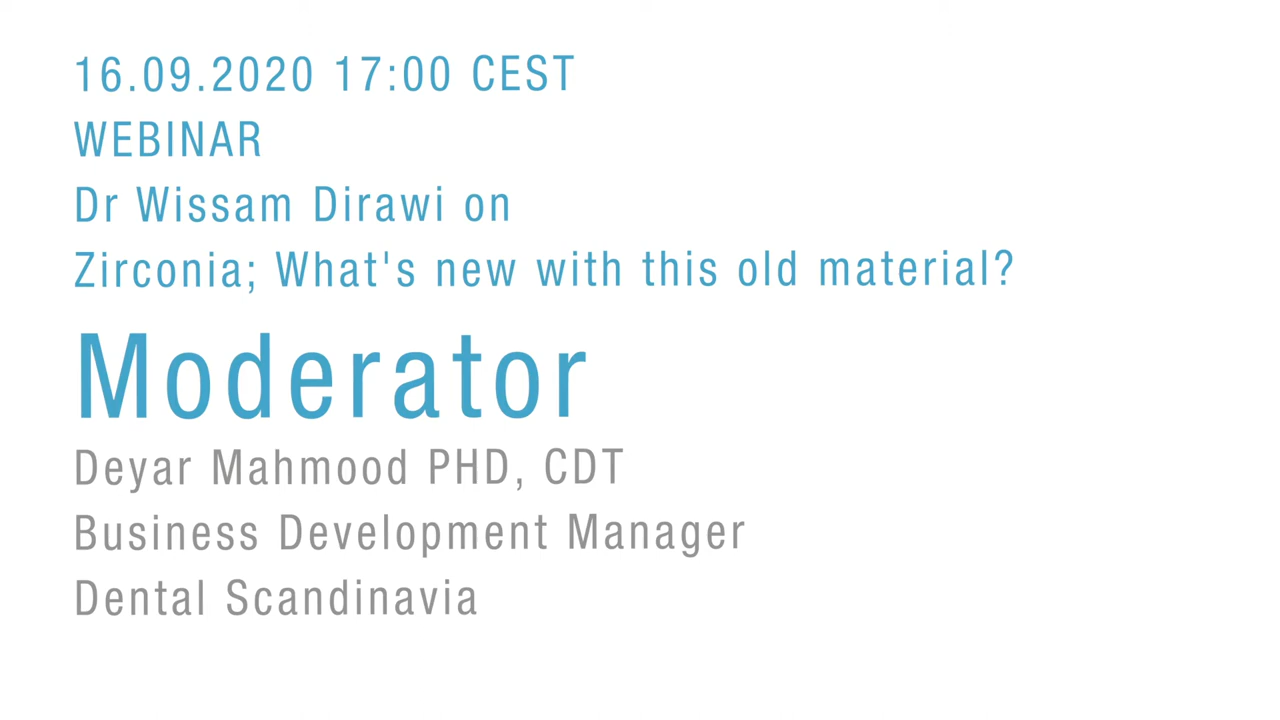 16.09.2020 17:00 CEST
WEBINAR
Dr Wissam Dirawi on
Zirconia; What's new with this old material?
Moderator
Deyar Mahmood PHD, CDT
Business Development Manager
Dental Scandinavia